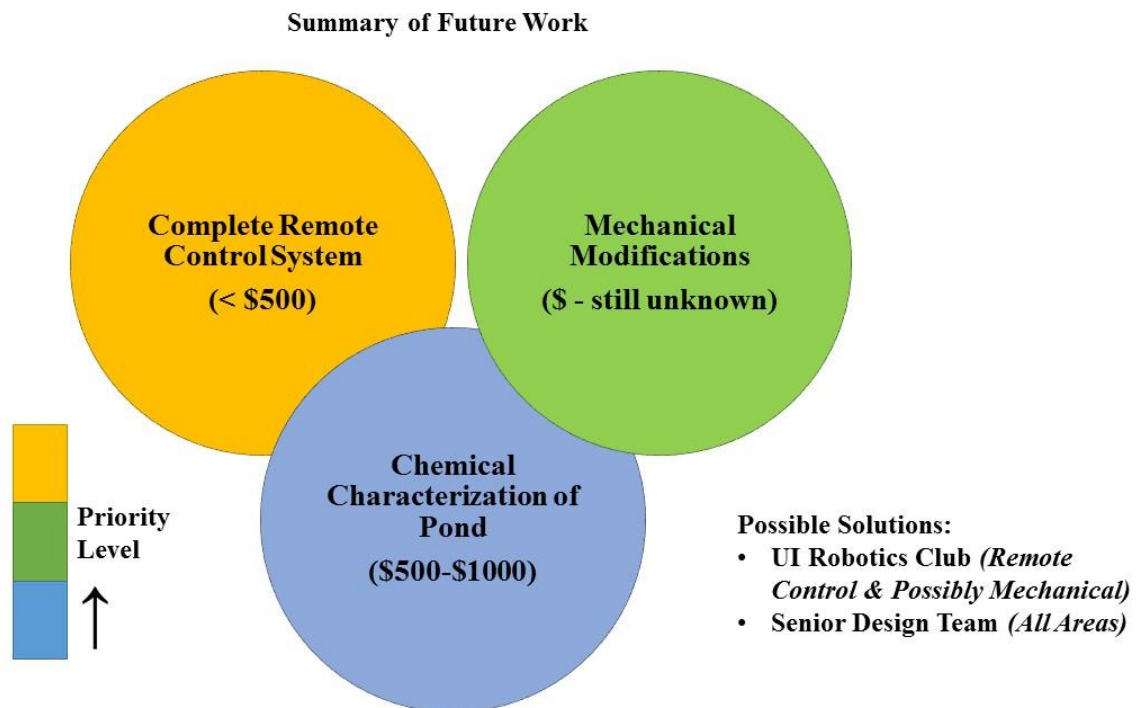 Summary of Future Work
Complete Remote
Control System
(< $500)
Mechanical
Modifications
($ - still unknown)
Chemical
Characterization of
Pond
($500-$1000)
Priority
Level
Possible Solutions:
• UI Robotics Club (Remote
Control & Possibly Mechanical)
• Senior Design Team (All Areas)